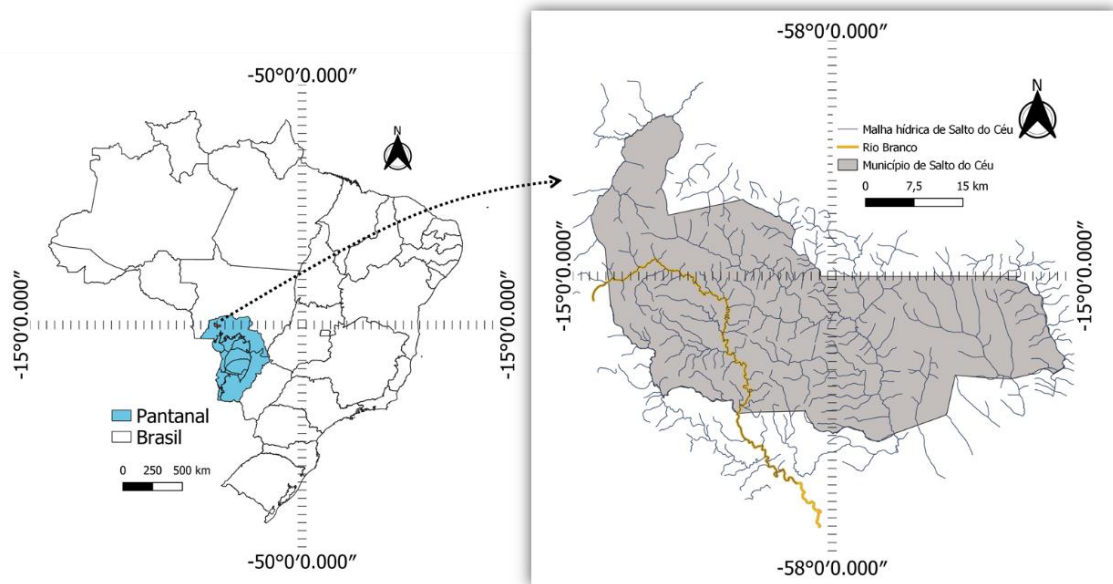 -50°0′0.000″
N
-15°0′0.000″
-15°0′0.000″
Pantanal
Brasil
0 250 500 km
-50°0′0.000″
-58°0′0.000″
N
Malha hídrica de Salto do Céu
Rio Branco
Município de Salto do Céu
0 7,5 15 km
-15°0′0.000″
-15°0′0.000″
-58°0′0.000″